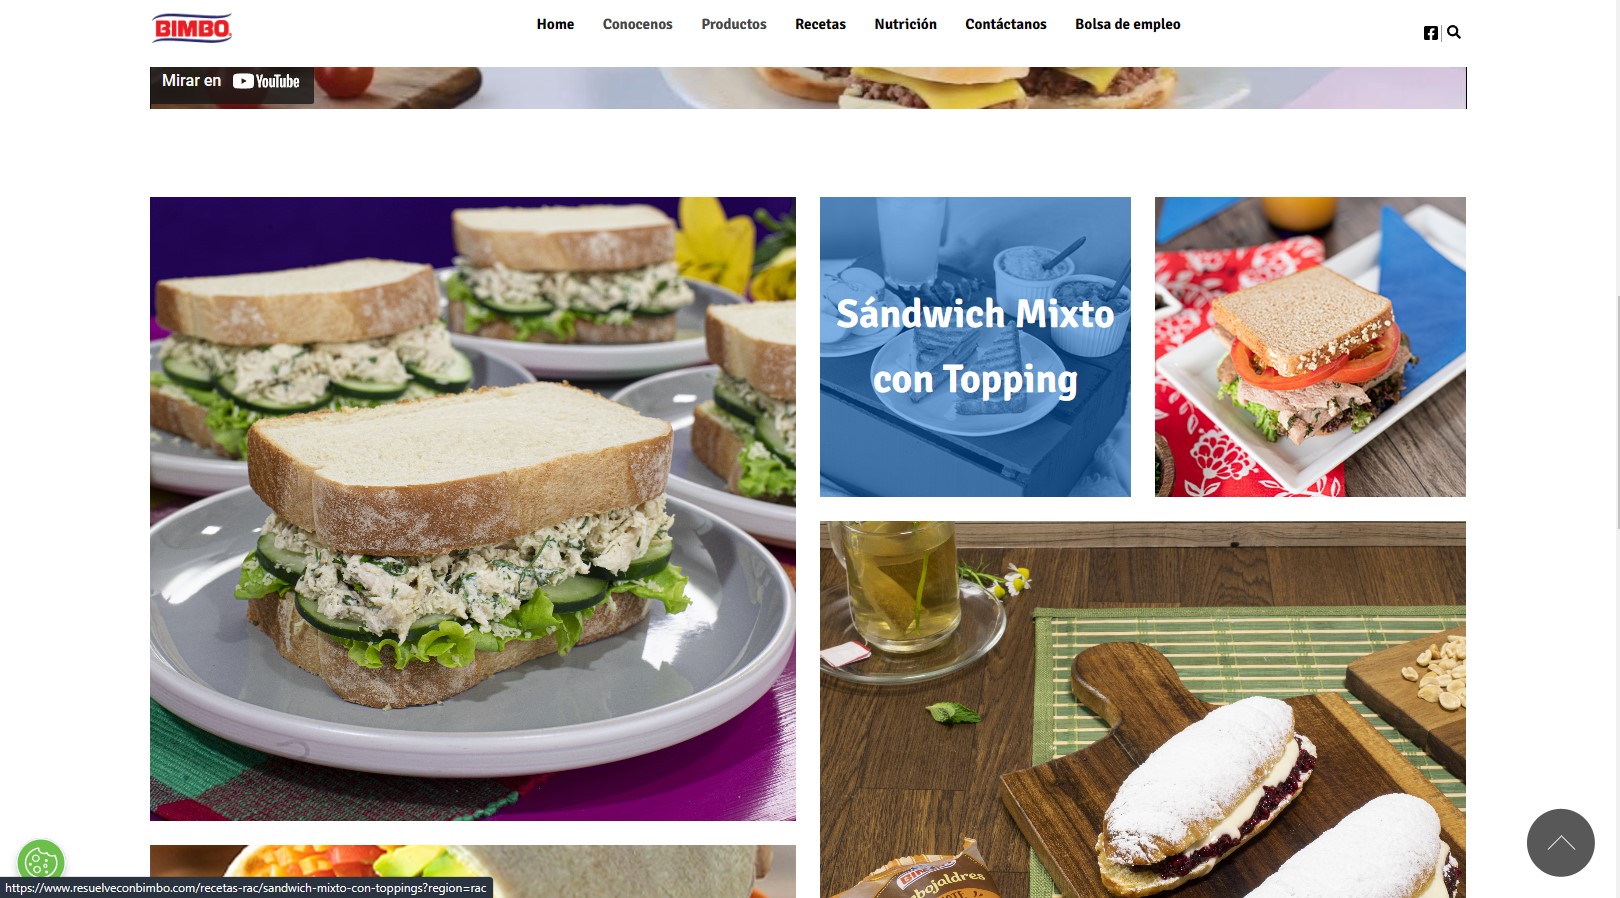 BIMBO
Home
Conocenos
Productos
Recetas
Nutrición
Contáctanos
Bolsa de empleo
Mirar en YouTube
Sándwich Mixto
con Topping
BIMBO
bojaldres
https://www.resuelveconbimbo.com/recetas-rac/sandwich-mixto-con-toppings?region=rac